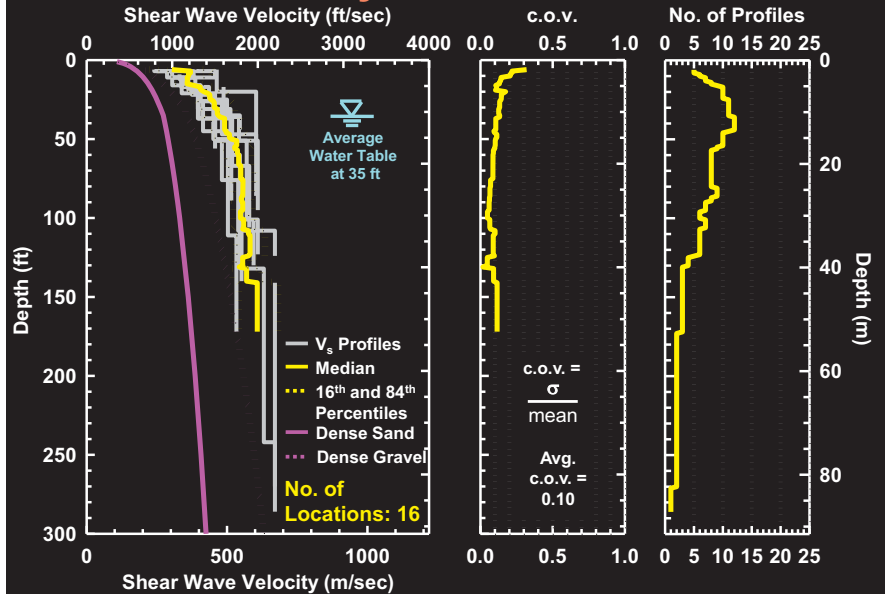 Shear Wave Velocity (ft/sec)
0 1000 2000 3000 4000
c.o.v.
0.0 0.5 1.0
No. of Profiles
0 5 10 15 20 25
Depth (ft)
0
50
100
150
200
250
300
Average
Water Table
at 35 ft
Vs Profiles
Median
16th and 84th
Percentiles
Dense Sand
Dense Gravel
No. of
Locations: 16
0 500 1000
Shear Wave Velocity (m/sec)
c.o.v. =
σ
mean
Avg.
c.o.v. =
0.10
0.0 0.5 1.0
0 5 10 15 20 25
0
20
40
60
80
Depth (m)